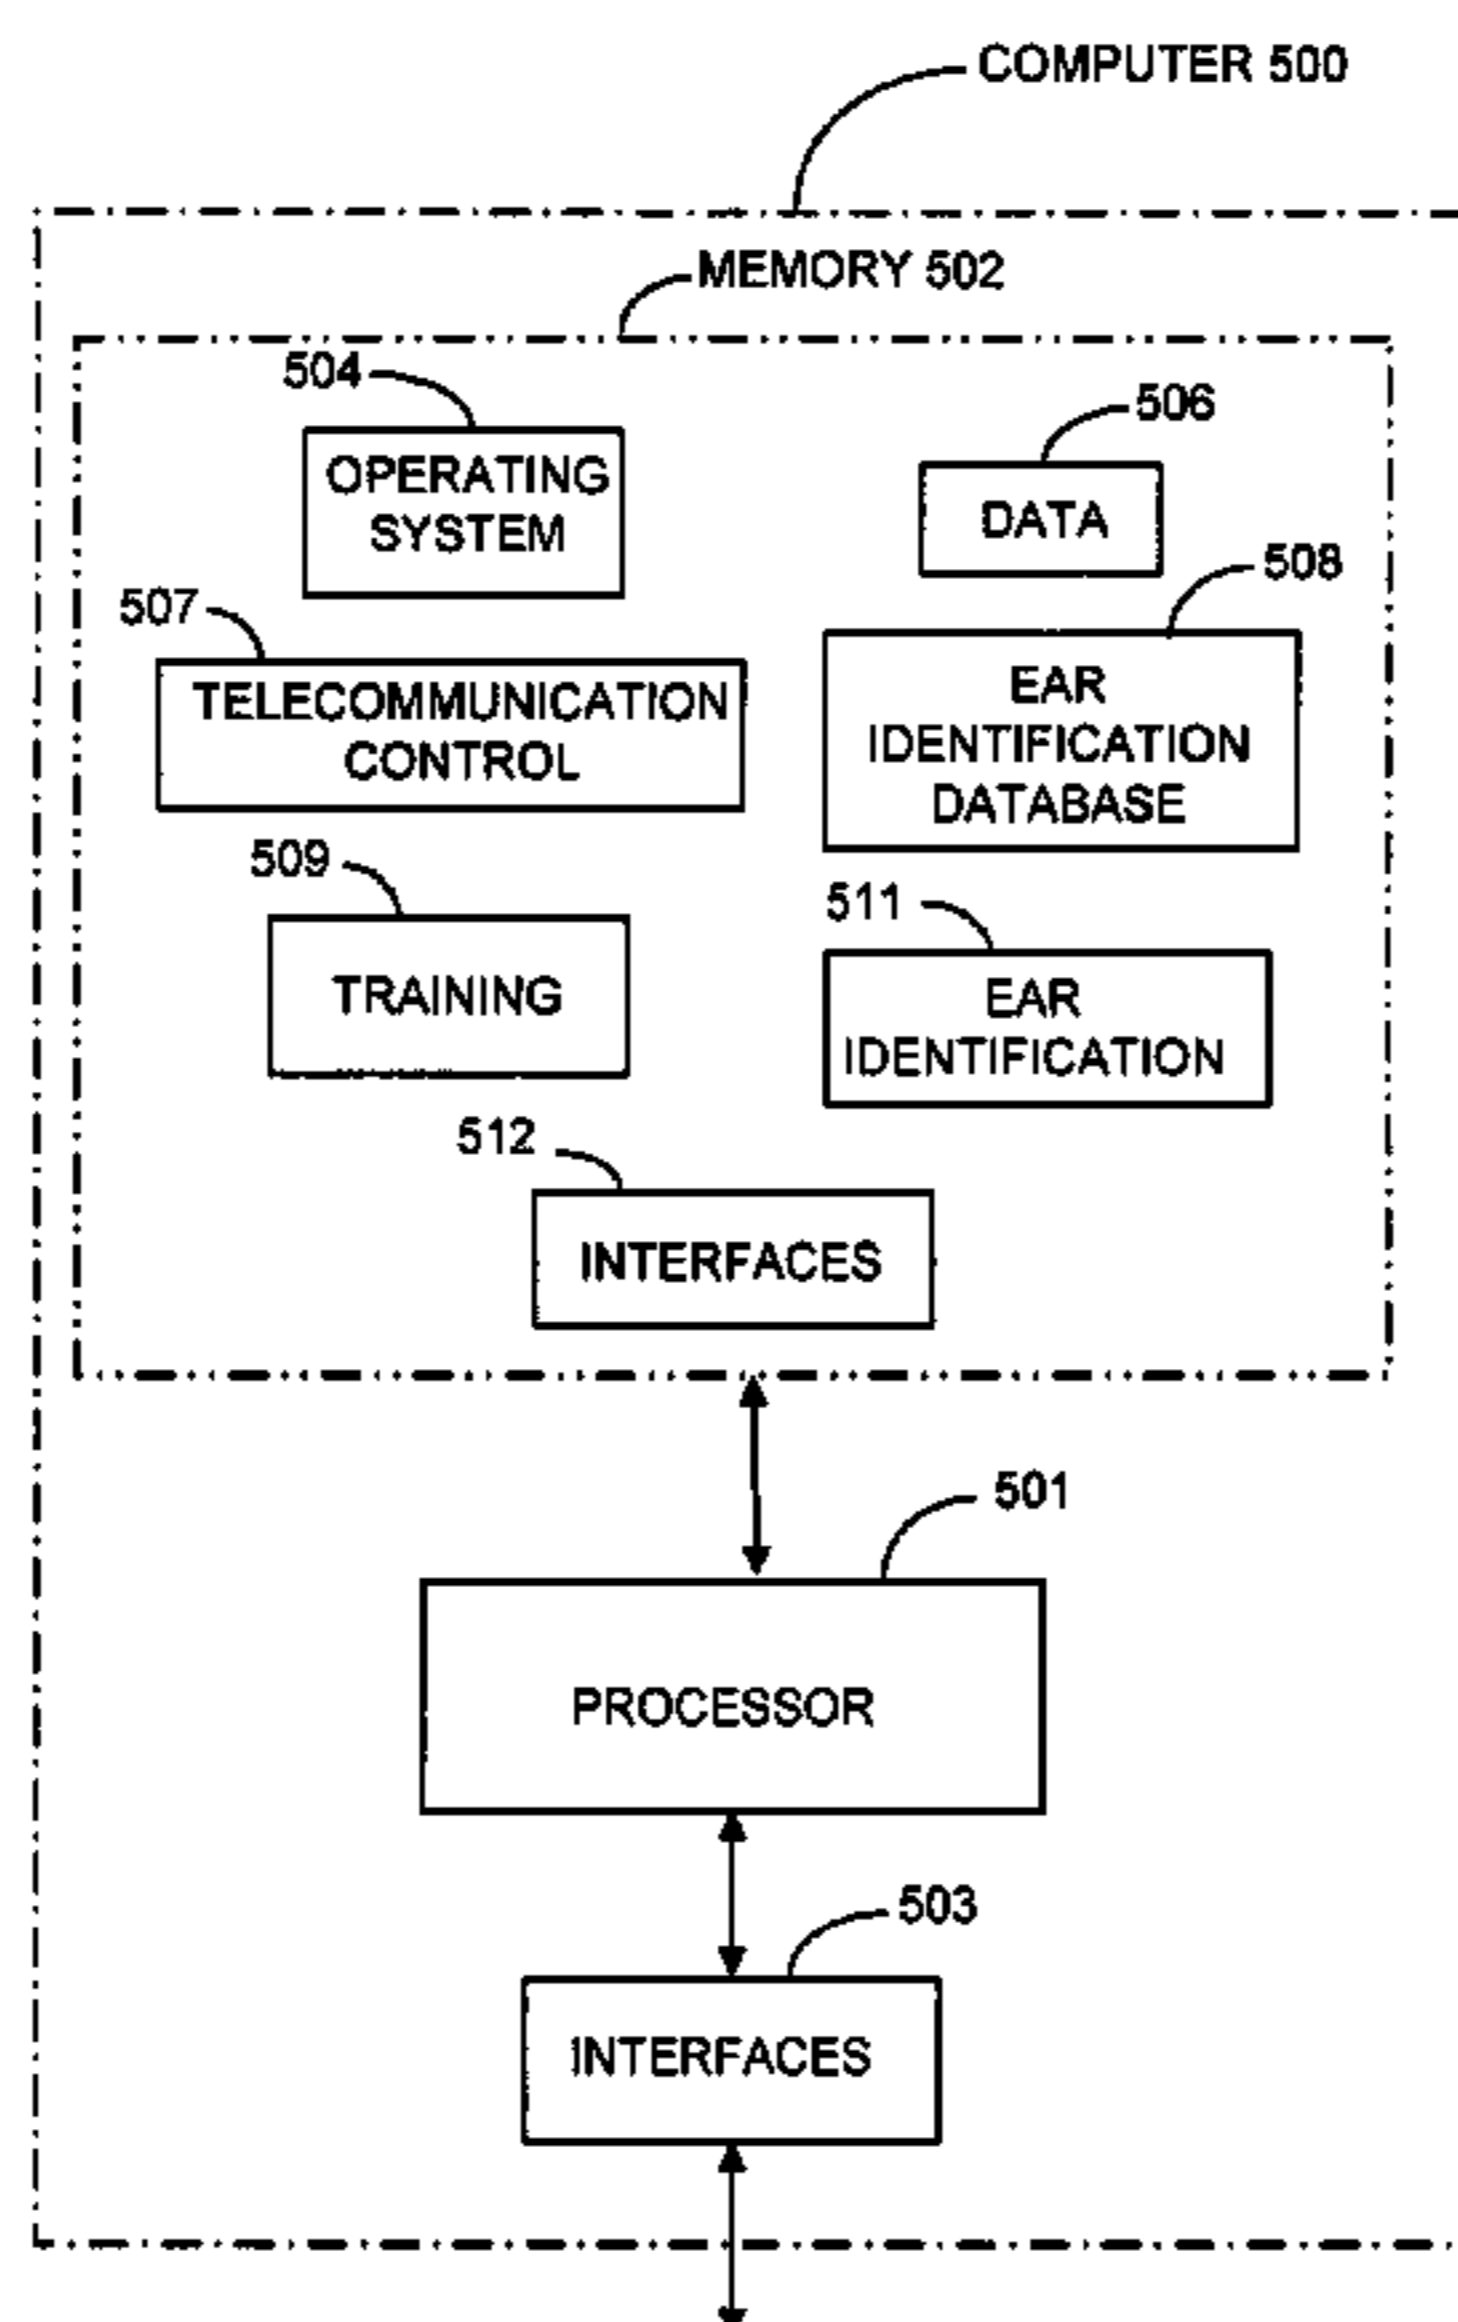 COMPUTER 500
MEMORY 502
504
OPERATING
SYSTEM
506
DATA
507
TELECOMMUNICATION
CONTROL
508
EAR
IDENTIFICATION
DATABASE
509
TRAINING
511
EAR
IDENTIFICATION
512
INTERFACES
501
PROCESSOR
503
INTERFACES